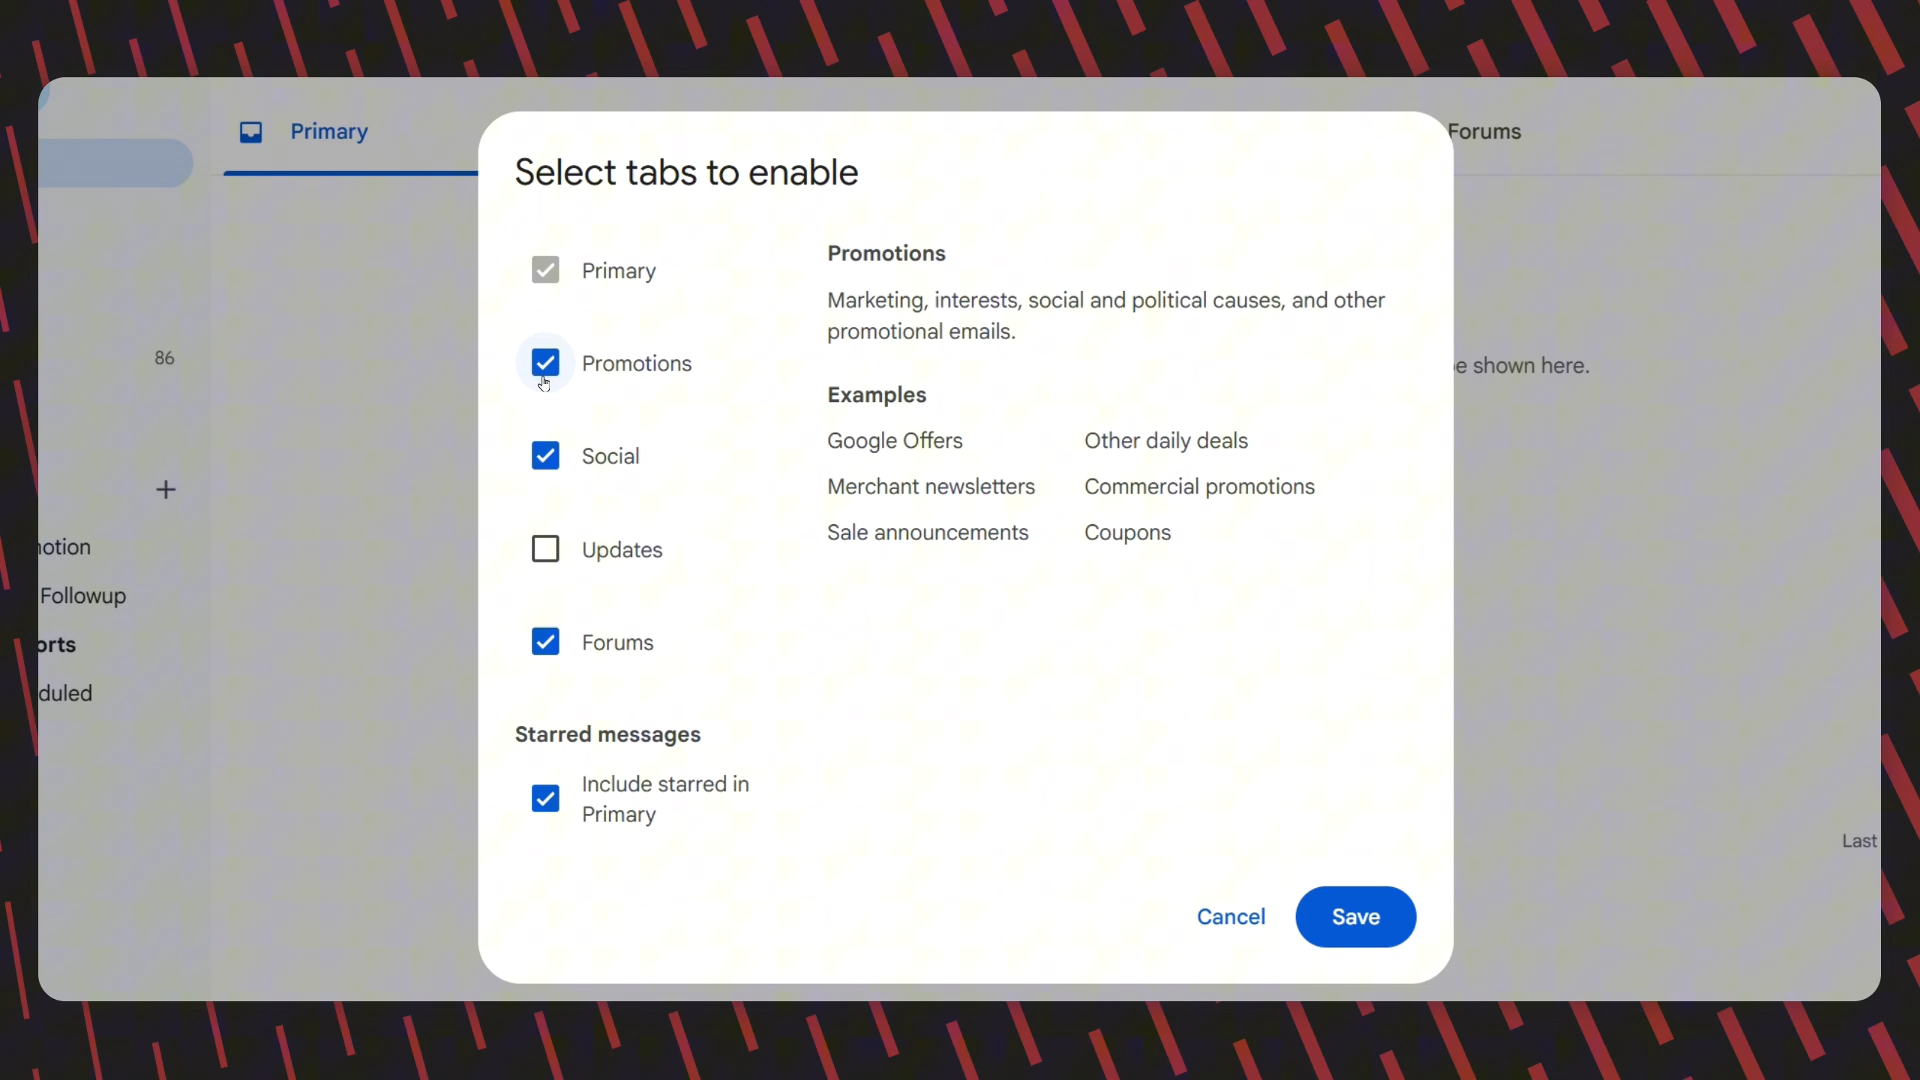 Primary
Forums
86
e shown here.
otion
Followup
orts
duled
Last
Select tabs to enable
Primary
Promotions
Social
Updates
Forums
Promotions
Marketing, interests, social and political causes, and other
promotional emails.
Examples
Google Offers
Other daily deals
Merchant newsletters
Commercial promotions
Sale announcements
Coupons
Starred messages
Include starred in
Primary
Cancel
Save